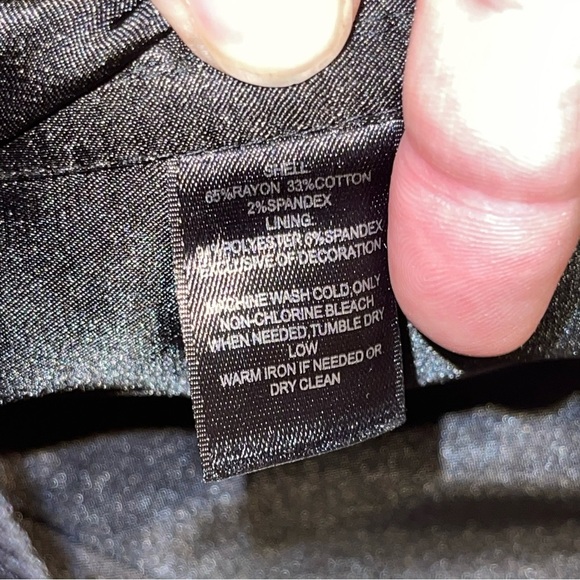 SHELL:
65%RAYON 33%COTTON
2%SPANDEX
LINING:
POLYESTER 6%SPANDEX
EXCLUSIVE OF DECORATION
MACHINE WASH COLD,ONLY
NON-CHLORINE BLEACH
WHEN NEEDED,TUMBLE DRY
LOW
WARM IRON IF NEEDED OR
DRY CLEAN